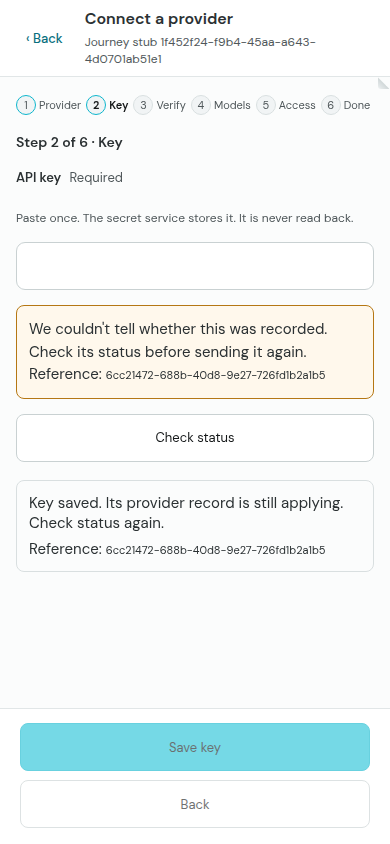 ‹ Back
Connect a provider
Journey stub 1f452f24-f9b4-45aa-a643-
4d0701ab51e1
1 Provider 2 Key 3 Verify 4 Models 5 Access 6 Done
Step 2 of 6 · Key
API key Required
Paste once. The secret service stores it. It is never read back.
We couldn't tell whether this was recorded.
Check its status before sending it again.
Reference: 6cc21472-688b-40d8-9e27-726fd1b2a1b5
Check status
Key saved. Its provider record is still applying.
Check status again.
Reference: 6cc21472-688b-40d8-9e27-726fd1b2a1b5
Save key
Back